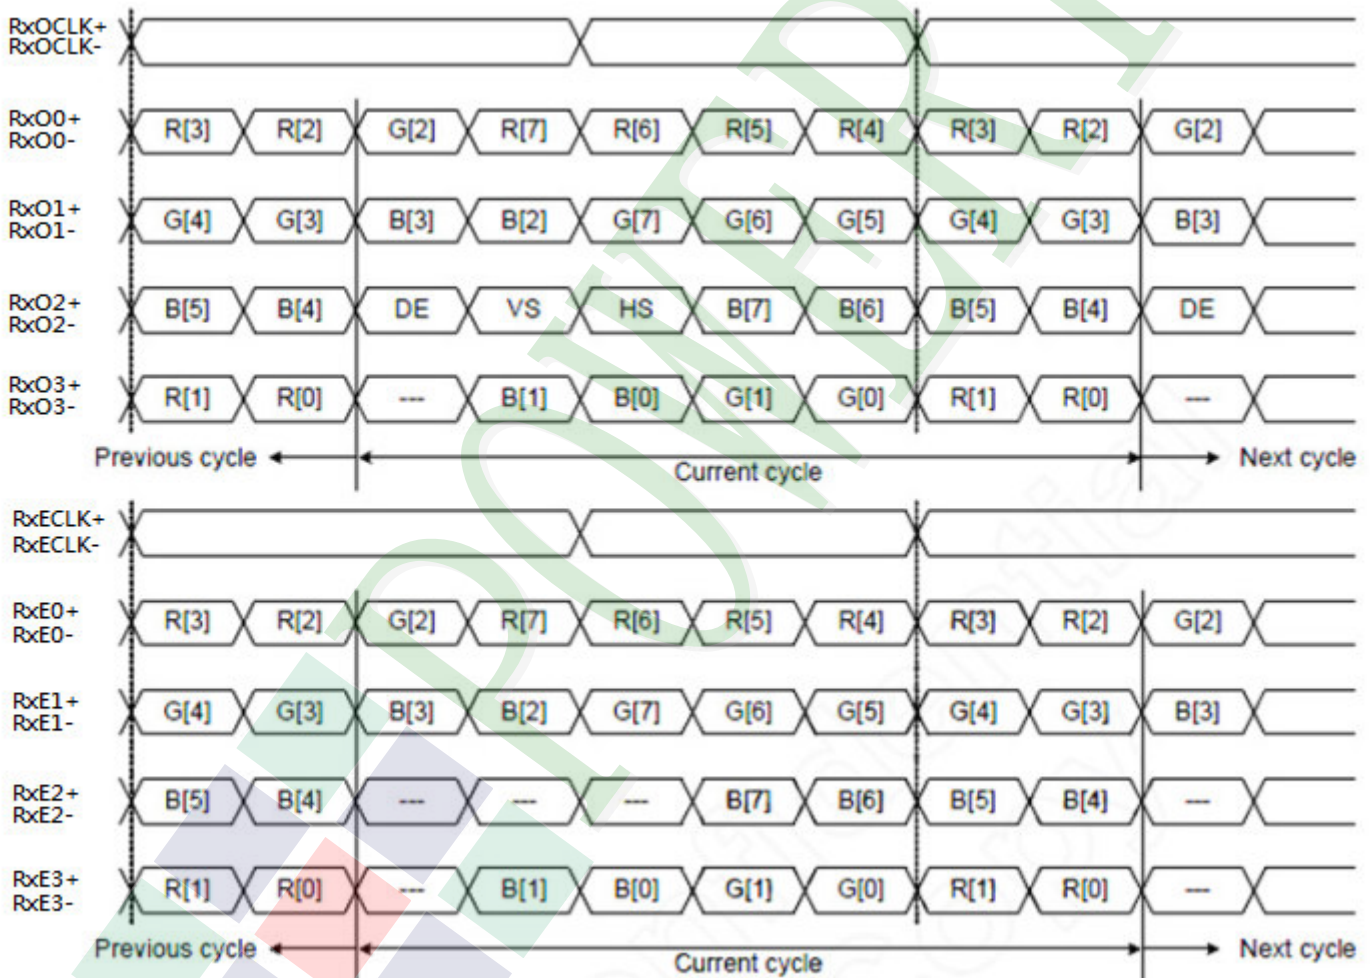 RxOCLK+
RxOCLK-
RxO0+
RxO0-
R[3] R[2] G[2] R[7] R[6] R[5] R[4] R[3] R[2] G[2]
RxO1+
RxO1-
G[4] G[3] B[3] B[2] G[7] G[6] G[5] G[4] G[3] B[3]
RxO2+
RxO2-
B[5] B[4] DE VS HS B[7] B[6] B[5] B[4] DE
RxO3+
RxO3-
R[1] R[0] --- B[1] B[0] G[1] G[0] R[1] R[0] ---
Previous cycle Current cycle Next cycle
RxECLK+
RxECLK-
RxE0+
RxE0-
R[3] R[2] G[2] R[7] R[6] R[5] R[4] R[3] R[2] G[2]
RxE1+
RxE1-
G[4] G[3] B[3] B[2] G[7] G[6] G[5] G[4] G[3] B[3]
RxE2+
RxE2-
B[5] B[4] --- --- --- B[7] B[6] B[5] B[4] ---
RxE3+
RxE3-
R[1] R[0] --- B[1] B[0] G[1] G[0] R[1] R[0] ---
Previous cycle Current cycle Next cycle
POWER